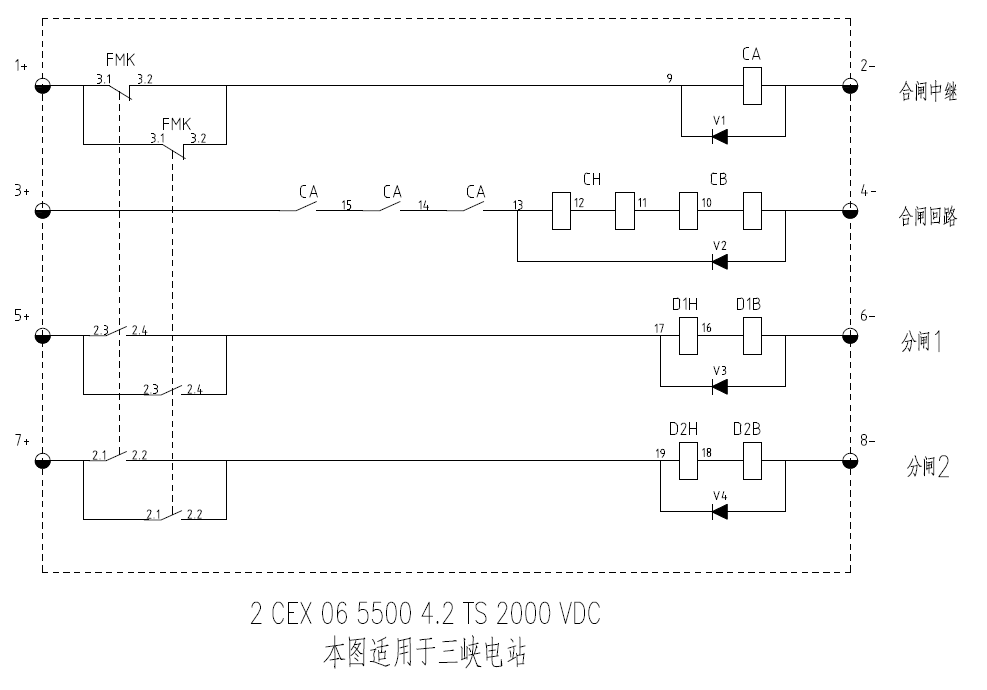 FMK CA
1+ 3.1 3.2 9 2-
合闸中继
V1
FMK
3.1 3.2
3+ CA 15 CA 14 CA 13 CH 12 11 CB 10 4-
合闸回路
V2
5+ 2.3 2.4 17 D1H 16 D1B 6-
分闸1
V3
2.3 2.4
7+ 2.1 2.2 19 D2H 18 D2B 8-
分闸2
V4
2.1 2.2
2 CEX 06 5500 4.2 TS 2000 VDC
本图适用于三峡电站